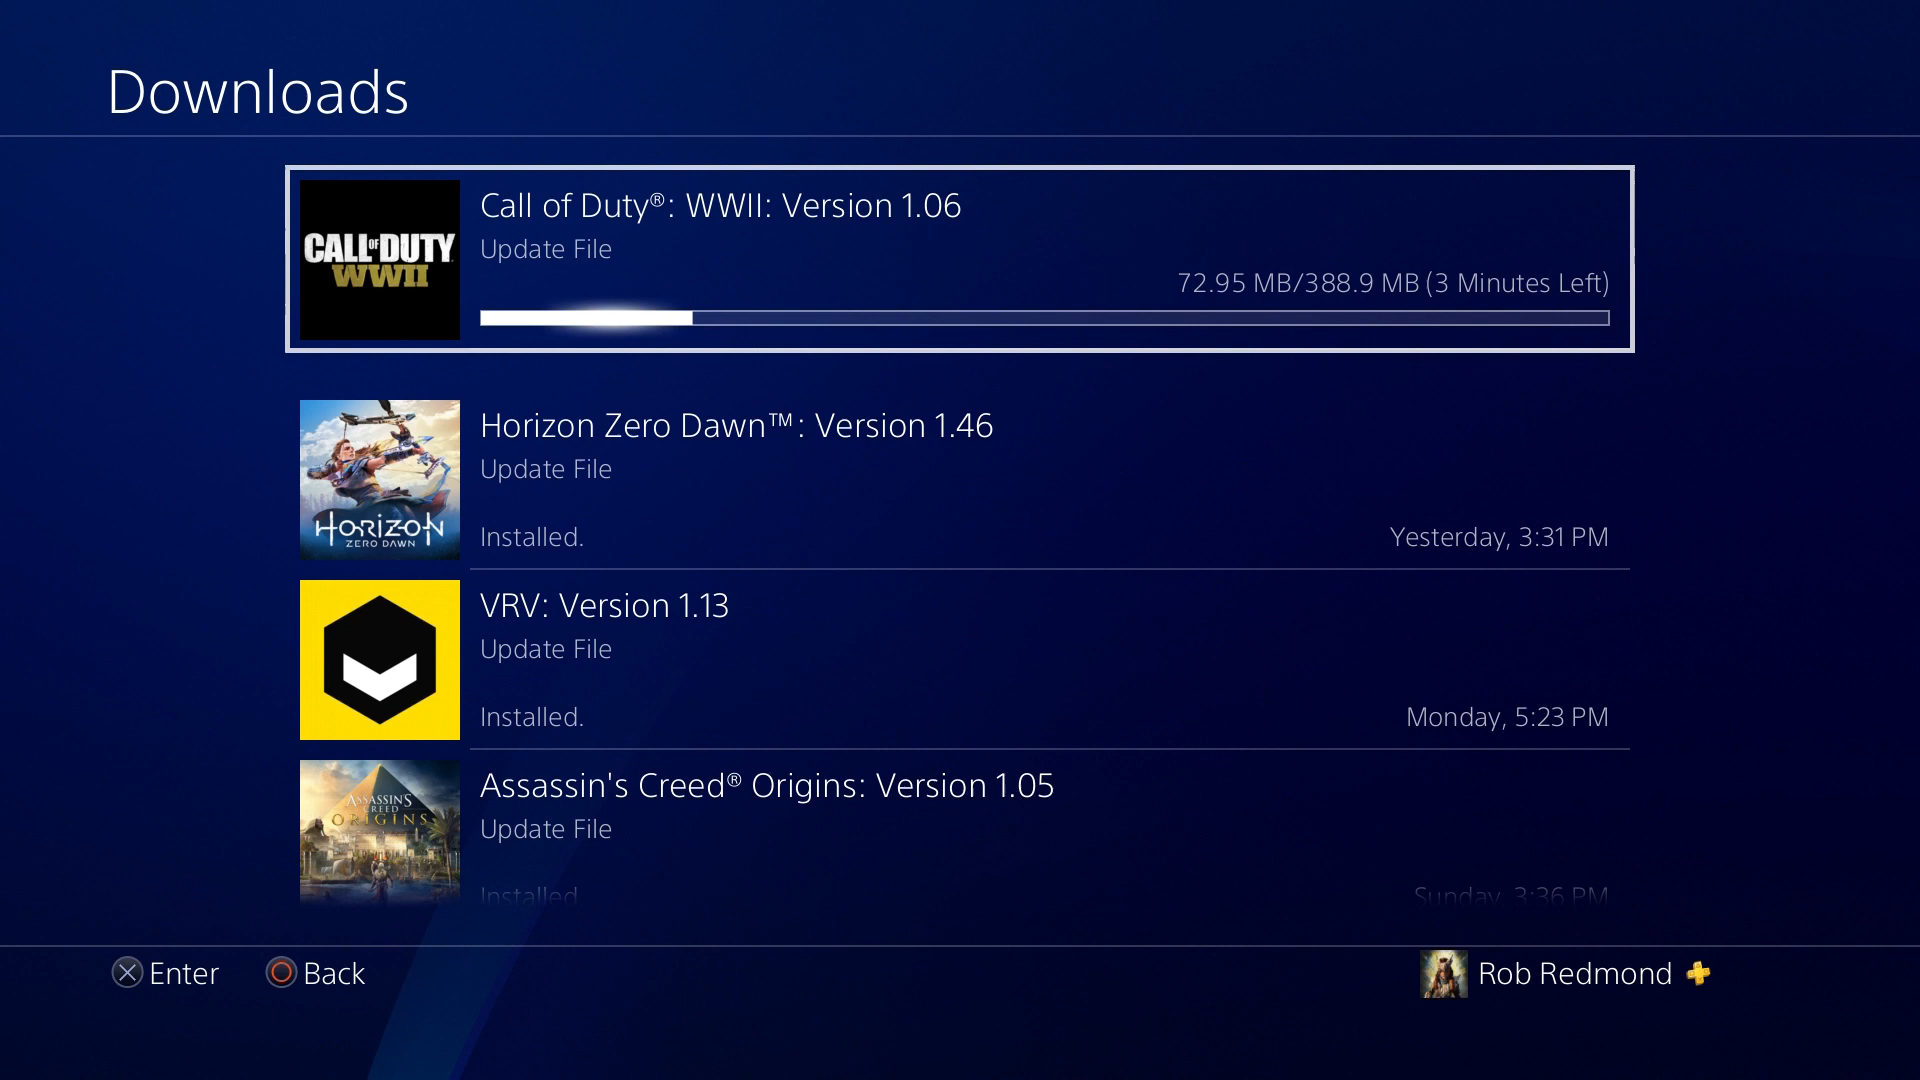 Downloads
CALL OF DUTY
WWII
Call of Duty®: WWII: Version 1.06
Update File
72.95 MB/388.9 MB (3 Minutes Left)
HORIZON
ZERO DAWN
Horizon Zero Dawn™: Version 1.46
Update File
Installed.
Yesterday, 3:31 PM
VRV: Version 1.13
Update File
Installed.
Monday, 5:23 PM
ASSASSIN'S
CREED
ORIGINS
Assassin's Creed® Origins: Version 1.05
Update File
Installed
Sunday, 3:36 PM
Enter
Back
Rob Redmond